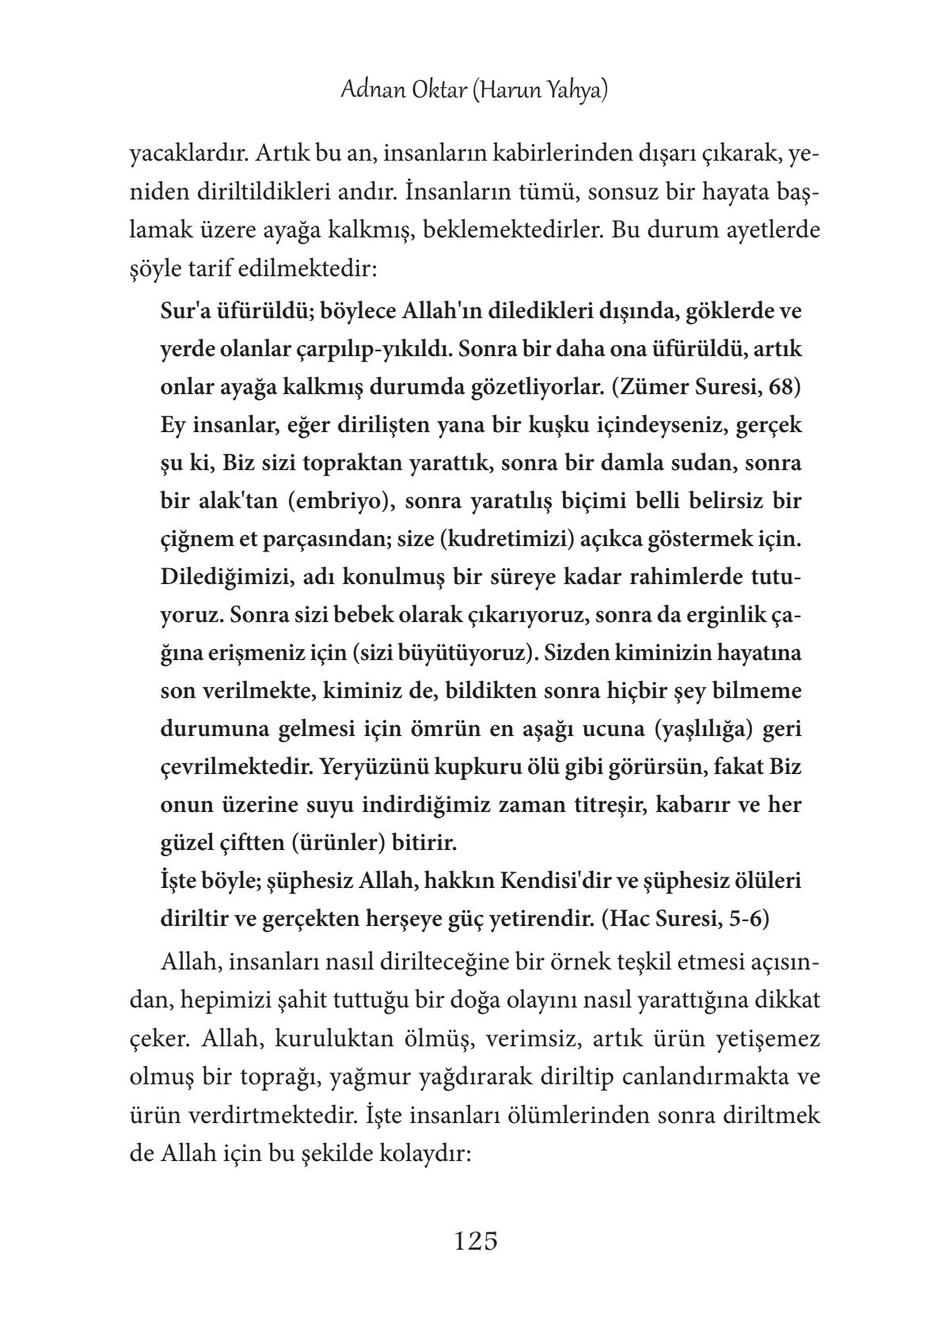 Adnan Oktar (Harun Yahya)
yacaklardır. Artık bu an, insanların kabirlerinden dışarı çıkarak, ye-
niden diriltildikleri andır. İnsanların tümü, sonsuz bir hayata baş-
lamak üzere ayağa kalkmış, beklemektedirler. Bu durum ayetlerde
şöyle tarif edilmektedir:
Sur'a üfürüldü; böylece Allah'ın diledikleri dışında, göklerde ve
yerde olanlar çarpılıp-yıkıldı. Sonra bir daha ona üfürüldü, artık
onlar ayağa kalkmış durumda gözetliyorlar. (Zümer Suresi, 68)
Ey insanlar, eğer dirilişten yana bir kuşku içindeyseniz, gerçek
şu ki, Biz sizi topraktan yarattık, sonra bir damla sudan, sonra
bir alak'tan (embriyo), sonra yaratılış biçimi belli belirsiz bir
çiğnem et parçasından; size (kudretimizi) açıkca göstermek için.
Dilediğimizi, adı konulmuş bir süreye kadar rahimlerde tutu-
yoruz. Sonra sizi bebek olarak çıkarıyoruz, sonra da erginlik ça-
ğına erişmeniz için (sizi büyütüyoruz). Sizden kiminizin hayatına
son verilmekte, kiminiz de, bildikten sonra hiçbir şey bilmeme
durumuna gelmesi için ömrün en aşağı ucuna (yaşlılığa) geri
çevrilmektedir. Yeryüzünü kupkuru ölü gibi görürsün, fakat Biz
onun üzerine suyu indirdiğimiz zaman titreşir, kabarır ve her
güzel çiftten (ürünler) bitirir.
İşte böyle; şüphesiz Allah, hakkın Kendisi'dir ve şüphesiz ölüleri
diriltir ve gerçekten herşeye güç yetirendir. (Hac Suresi, 5-6)
Allah, insanları nasıl dirilteceğine bir örnek teşkil etmesi açısın-
dan, hepimizi şahit tuttuğu bir doğa olayını nasıl yarattığına dikkat
çeker. Allah, kuruluktan ölmüş, verimsiz, artık ürün yetişemez
olmuş bir toprağı, yağmur yağdırarak diriltip canlandırmakta ve
ürün verdirtmektedir. İşte insanları ölümlerinden sonra diriltmek
de Allah için bu şekilde kolaydır:
125